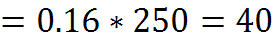 = 0.16 * 250 = 40